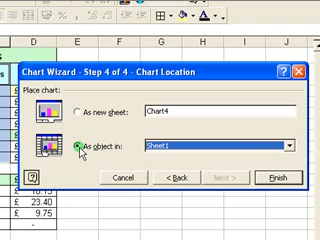 D E F G H I J
Chart Wizard - Step 4 of 4 - Chart Location
Place chart:
As new sheet: Chart4
As object in: Sheet1
Cancel < Back Next > Finish
£ 23.40
£ 9.75
-